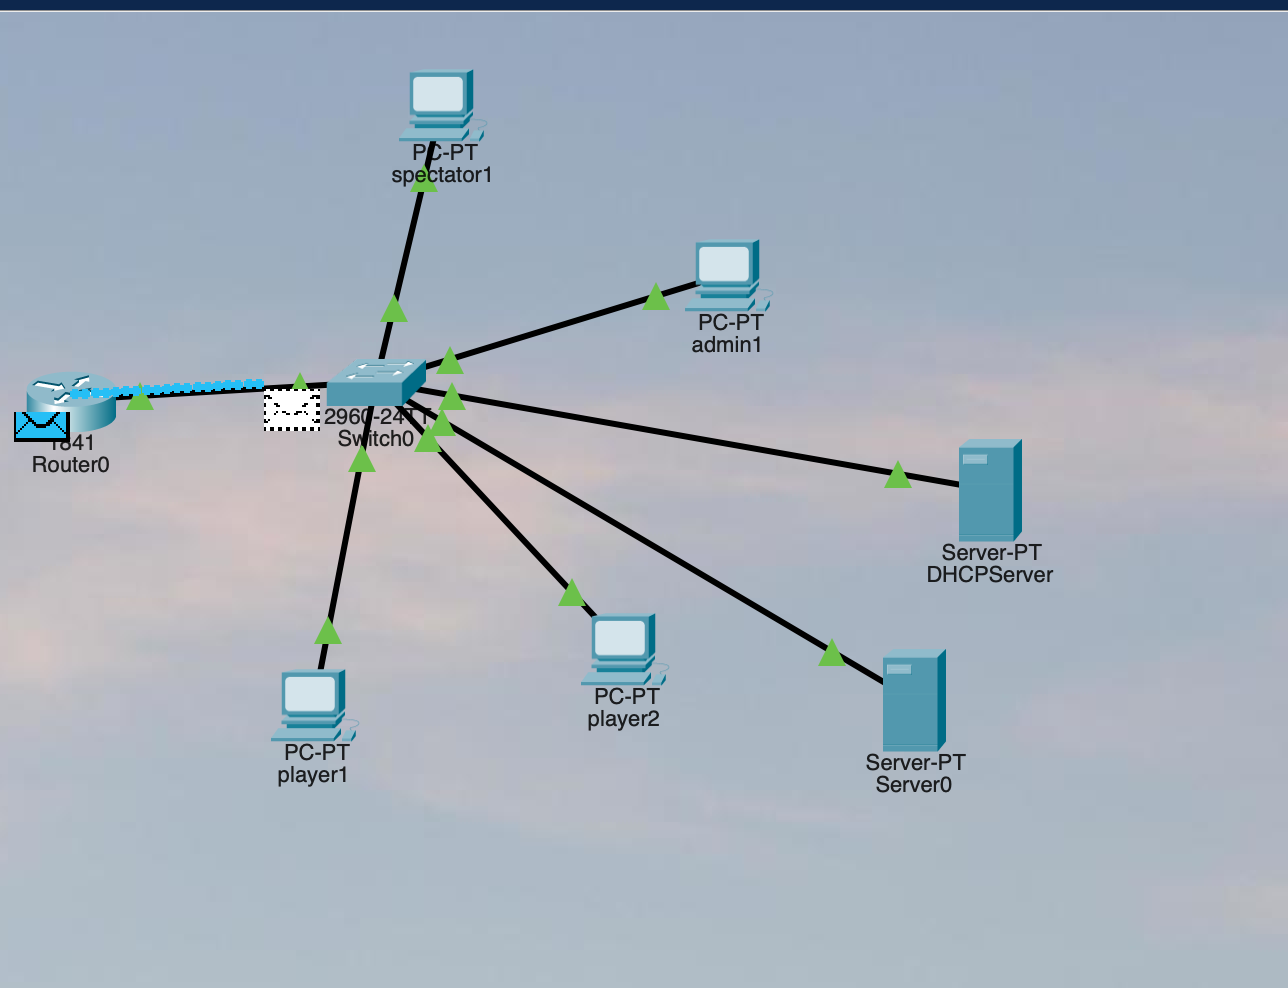 PC-PT
spectator1
PC-PT
admin1
2960-24TT
Switch0
1841
Router0
Server-PT
DHCPServer
PC-PT
player2
PC-PT
player1
Server-PT
Server0